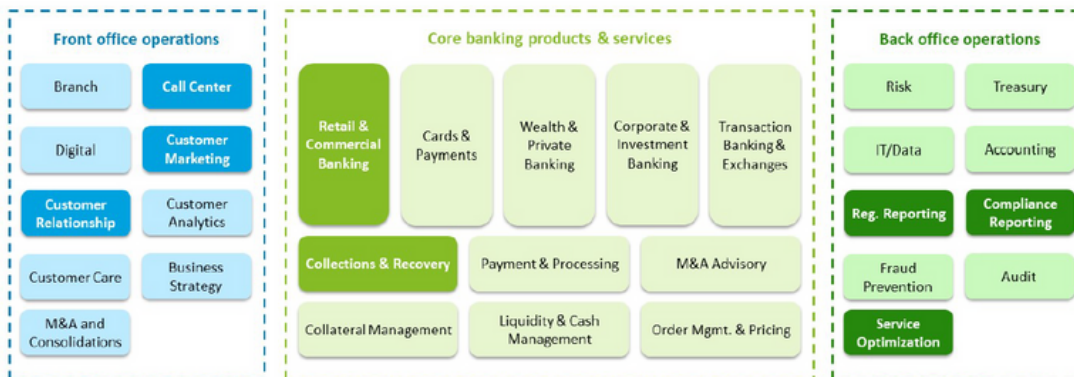 Front office operations
Branch
Call Center
Digital
Customer
Marketing
Customer
Relationship
Customer
Analytics
Customer Care
Business
Strategy
M&A and
Consolidations
Core banking products & services
Retail &
Commercial
Banking
Cards &
Payments
Wealth &
Private
Banking
Corporate &
Investment
Banking
Transaction
Banking &
Exchanges
Collections & Recovery
Payment & Processing
M&A Advisory
Collateral Management
Liquidity & Cash
Management
Order Mgmt. & Pricing
Back office operations
Risk
Treasury
IT/Data
Accounting
Reg. Reporting
Compliance
Reporting
Fraud
Prevention
Audit
Service
Optimization